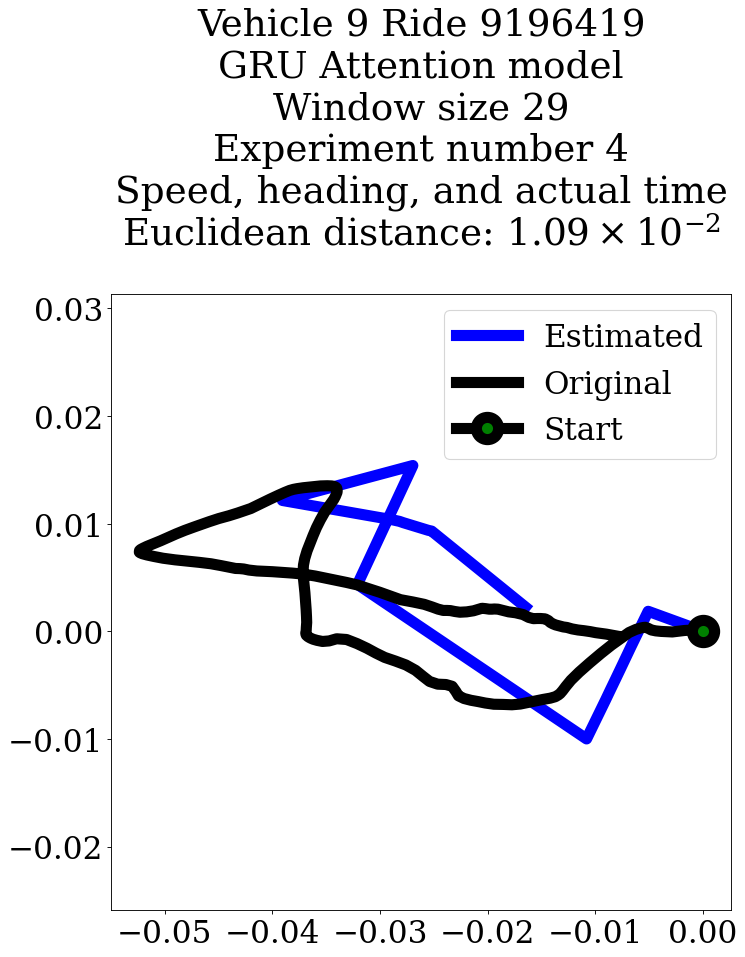 Vehicle 9 Ride 9196419
GRU Attention model
Window size 29
Experiment number 4
Speed, heading, and actual time
Euclidean distance: 1.09 × 10⁻²
Estimated
Original
Start
0.03
0.02
0.01
0.00
−0.01
−0.02
−0.05 −0.04 −0.03 −0.02 −0.01 0.00